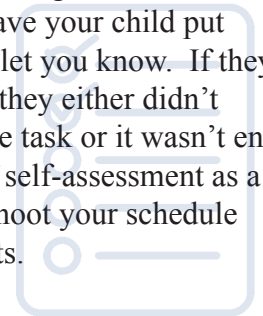 ave your child put
let you know. If they
they either didn't
e task or it wasn't en
self-assessment as a
hoot your schedule
ts.